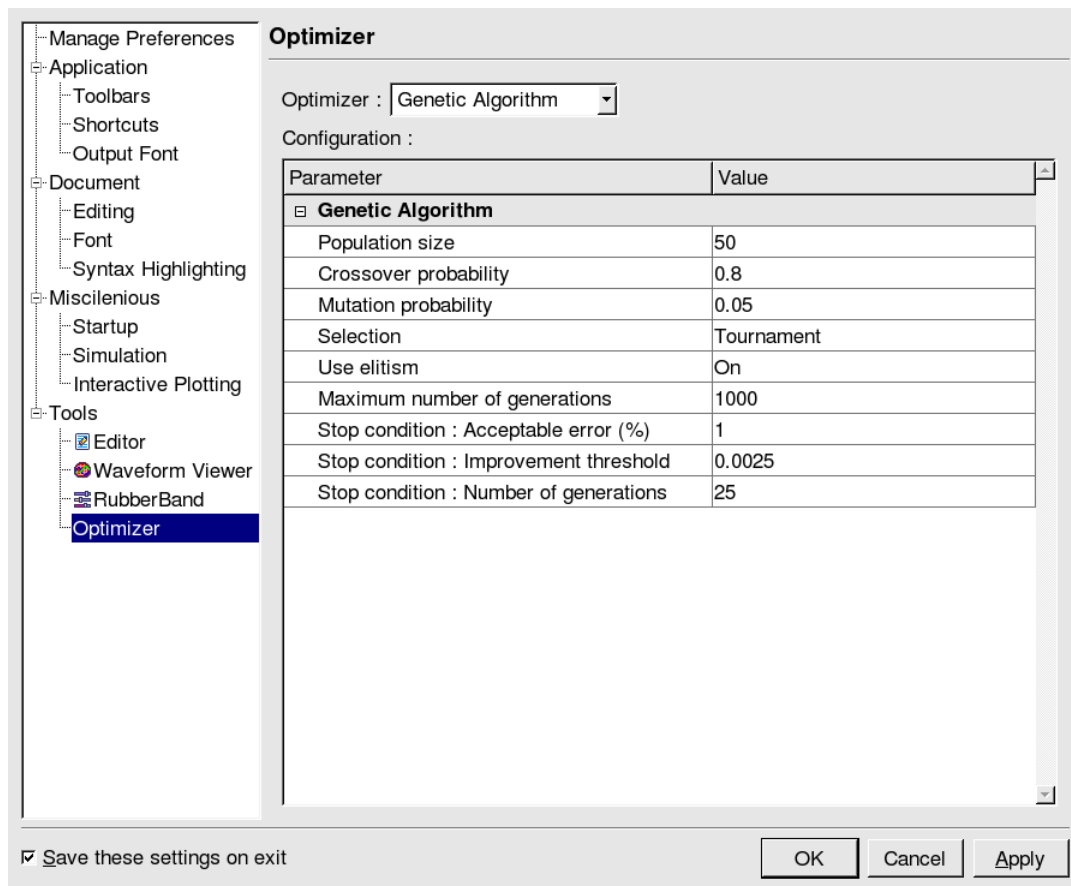 Manage Preferences
Application
Toolbars
Shortcuts
Output Font
Document
Editing
Font
Syntax Highlighting
Miscilenious
Startup
Simulation
Interactive Plotting
Tools
Editor
Waveform Viewer
RubberBand
Optimizer
Optimizer
Optimizer : Genetic Algorithm
Configuration :
Parameter Value
Genetic Algorithm
Population size 50
Crossover probability 0.8
Mutation probability 0.05
Selection Tournament
Use elitism On
Maximum number of generations 1000
Stop condition : Acceptable error (%) 1
Stop condition : Improvement threshold 0.0025
Stop condition : Number of generations 25
Save these settings on exit
OK Cancel Apply